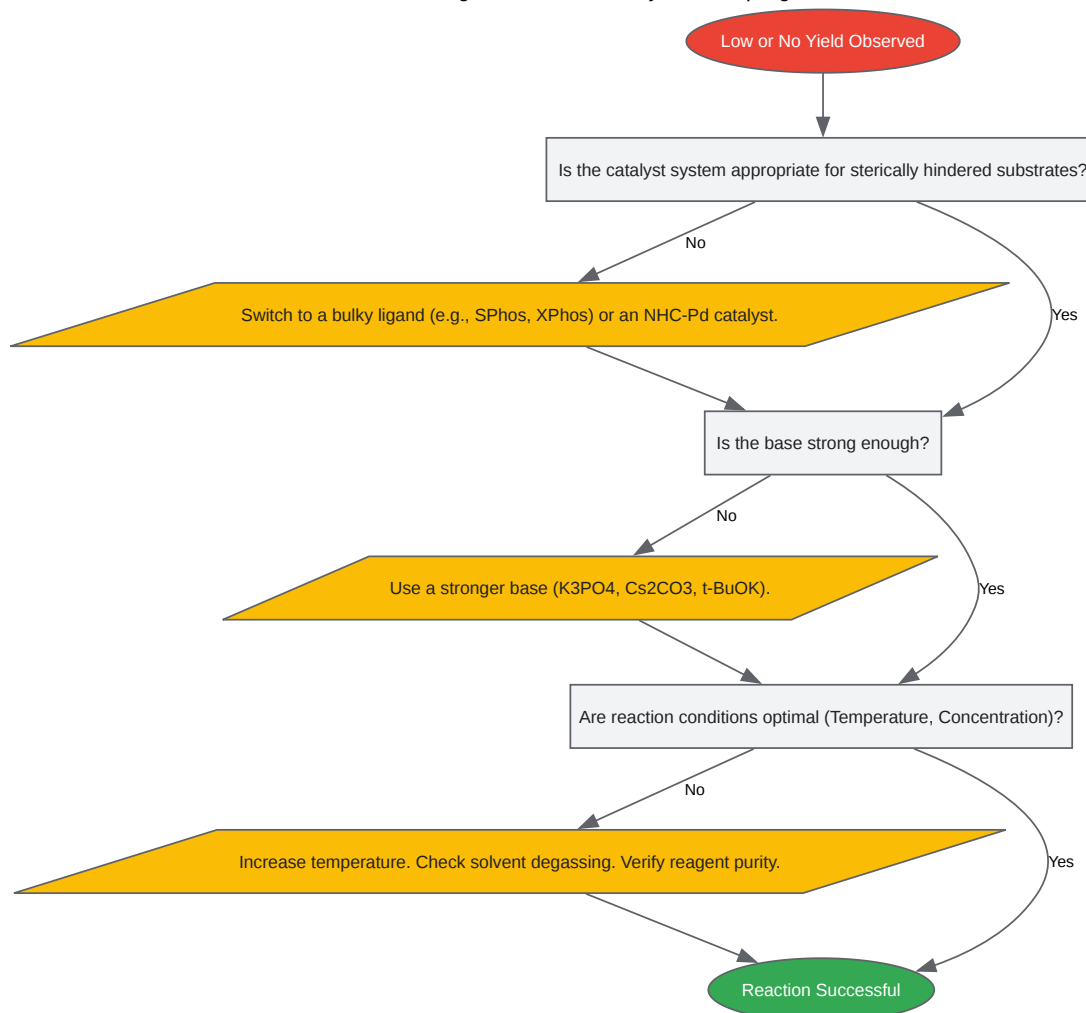 Low or No Yield Observed
Is the catalyst system appropriate for sterically hindered substrates?
No
Switch to a bulky ligand (e.g., SPhos, XPhos) or an NHC-Pd catalyst.
Yes
Is the base strong enough?
No
Use a stronger base (K3PO4, Cs2CO3, t-BuOK).
Yes
Are reaction conditions optimal (Temperature, Concentration)?
No
Increase temperature. Check solvent degassing. Verify reagent purity.
Yes
Reaction Successful